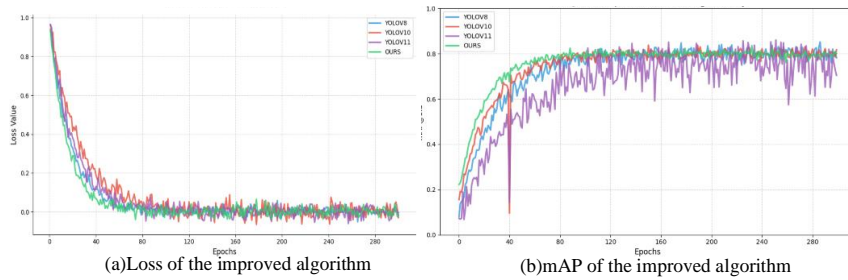 YOLOV8
YOLOV10
YOLOV11
OURS
1.0
0.8
0.6
0.4
0.2
0.0
Loss Value
0
40
80
120
160
200
240
280
Epochs
(a)Loss of the improved algorithm
YOLOV8
YOLOV10
YOLOV11
OURS
1.0
0.8
0.6
0.4
0.2
0.0
0
40
80
120
160
200
240
280
Epochs
(b)mAP of the improved algorithm